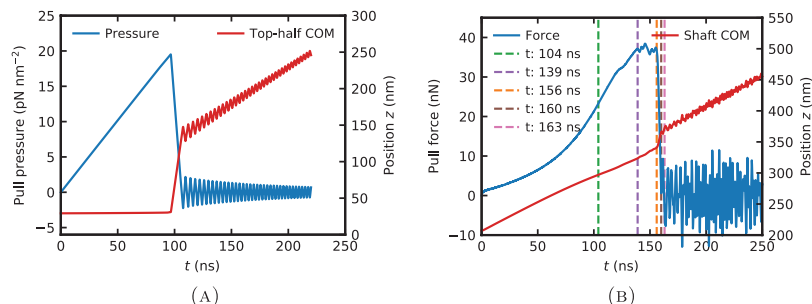 Pressure
Top-half COM
Pull pressure (pN nm⁻²)
25
20
15
10
5
0
−5
300
250
200
150
100
50
0
Position z (nm)
0 50 100 150 200 250
t (ns)
(A)
Force
Shaft COM
t: 104 ns
t: 139 ns
t: 156 ns
t: 160 ns
t: 163 ns
Pull force (nN)
40
30
20
10
0
−10
550
500
450
400
350
300
250
200
Position z (nm)
0 50 100 150 200 250
t (ns)
(B)